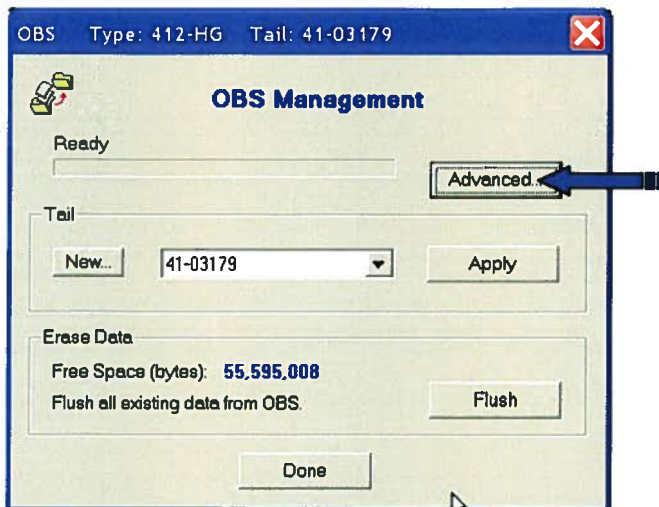 OBS Type: 412-HG Tail: 41-03179
OBS Management
Ready
Advanced...
Tail
New... 41-03179 Apply
Erase Data
Free Space (bytes): 55,595,008
Flush all existing data from OBS.
Flush
Done